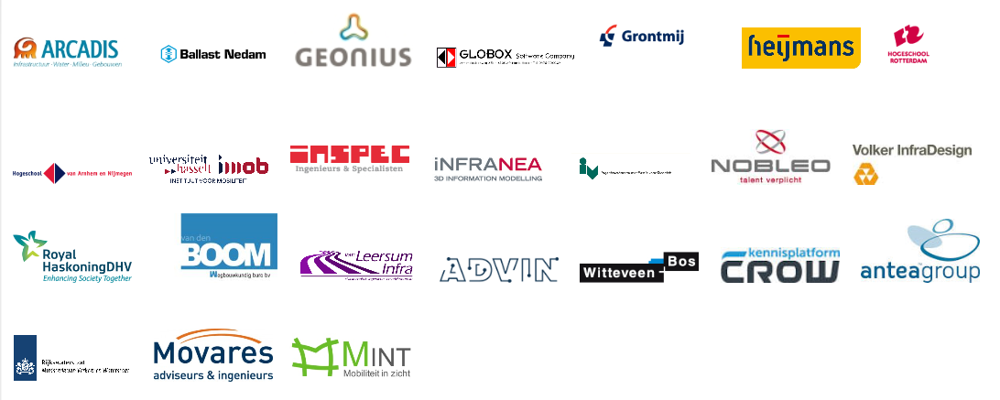 ARCADIS
Infrastructuur · Water · Milieu · Gebouwen
Ballast Nedam
GEONIUS
GLOBOX Software Company
Grontmij
heijmans
HOGESCHOOL
ROTTERDAM
Hogeschool van Arnhem en Nijmegen
universiteit
hasselt
imob
INSTITUUT VOOR MOBILITEIT
inspec
Ingenieurs & Specialisten
iNFRANEA
3D INFORMATION MODELLING
iv
NOBLEO
talent verplicht
Volker InfraDesign
Royal
HaskoningDHV
Enhancing Society Together
van den
BOOM
Wegbouwkundig buro bv
van Leersum
Infra
ADVIN
Witteveen Bos
kennisplatform
CROW
anteagroup
Rijkswaterstaat
Ministerie van Verkeer en Waterstaat
Movares
adviseurs & ingenieurs
MINT
Mobiliteit in zicht